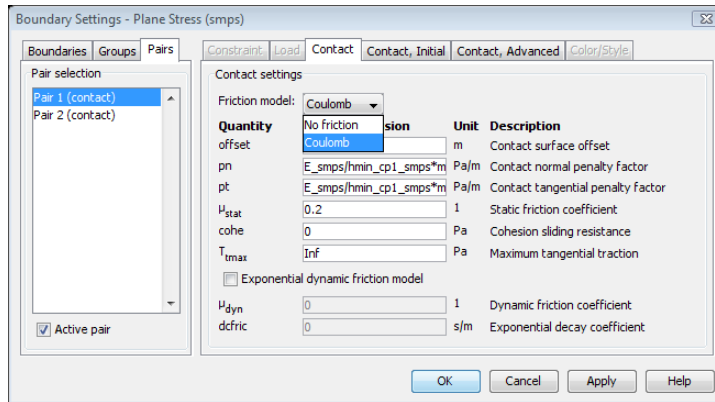 Boundary Settings - Plane Stress (smps)
Boundaries Groups Pairs
Constraint Load Contact Contact, Initial Contact, Advanced Color/Style
Pair selection
Pair 1 (contact)
Pair 2 (contact)
Active pair
Contact settings
Friction model: Coulomb
No friction
Coulomb
Quantity sion Unit Description
offset m Contact surface offset
pn E_smps/hmin_cp1_smps*m Pa/m Contact normal penalty factor
pt E_smps/hmin_cp1_smps*m Pa/m Contact tangential penalty factor
μstat 0.2 1 Static friction coefficient
cohe 0 Pa Cohesion sliding resistance
Ttmax Inf Pa Maximum tangential traction
Exponential dynamic friction model
μdyn 0 1 Dynamic friction coefficient
dcfric 0 s/m Exponential decay coefficient
OK Cancel Apply Help